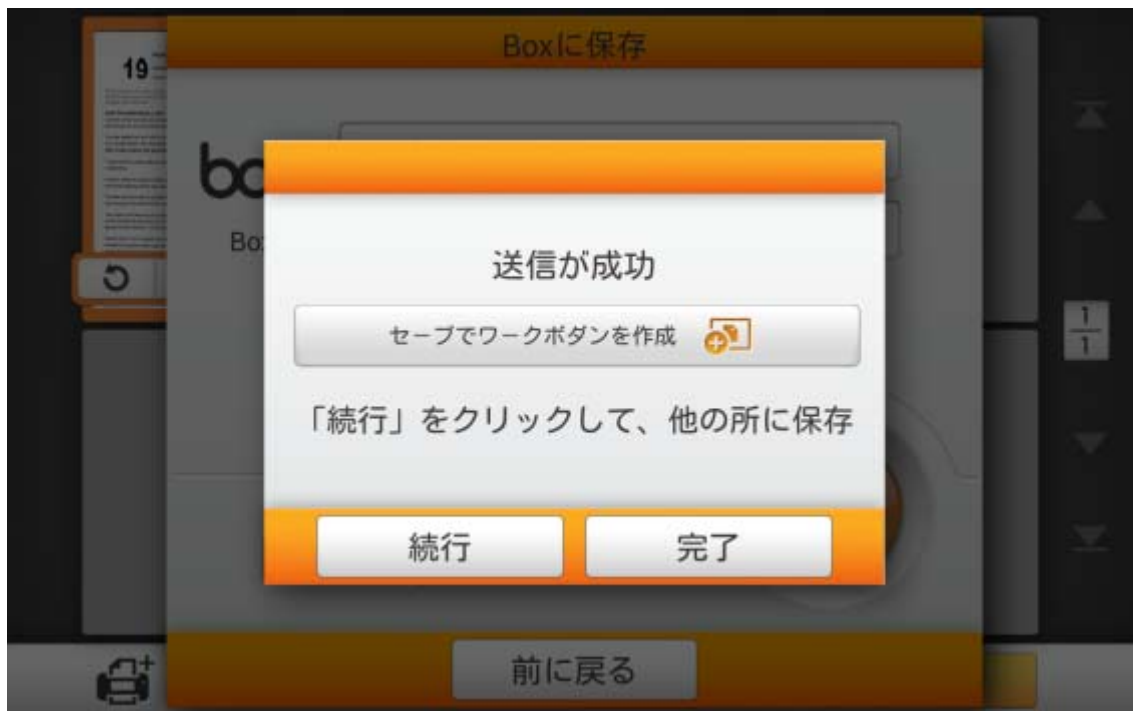 Boxに保存
19
送信が成功
セーブでワークボダンを作成
「続行」をクリックして、他の所に保存
続行
完了
1
1
前に戻る